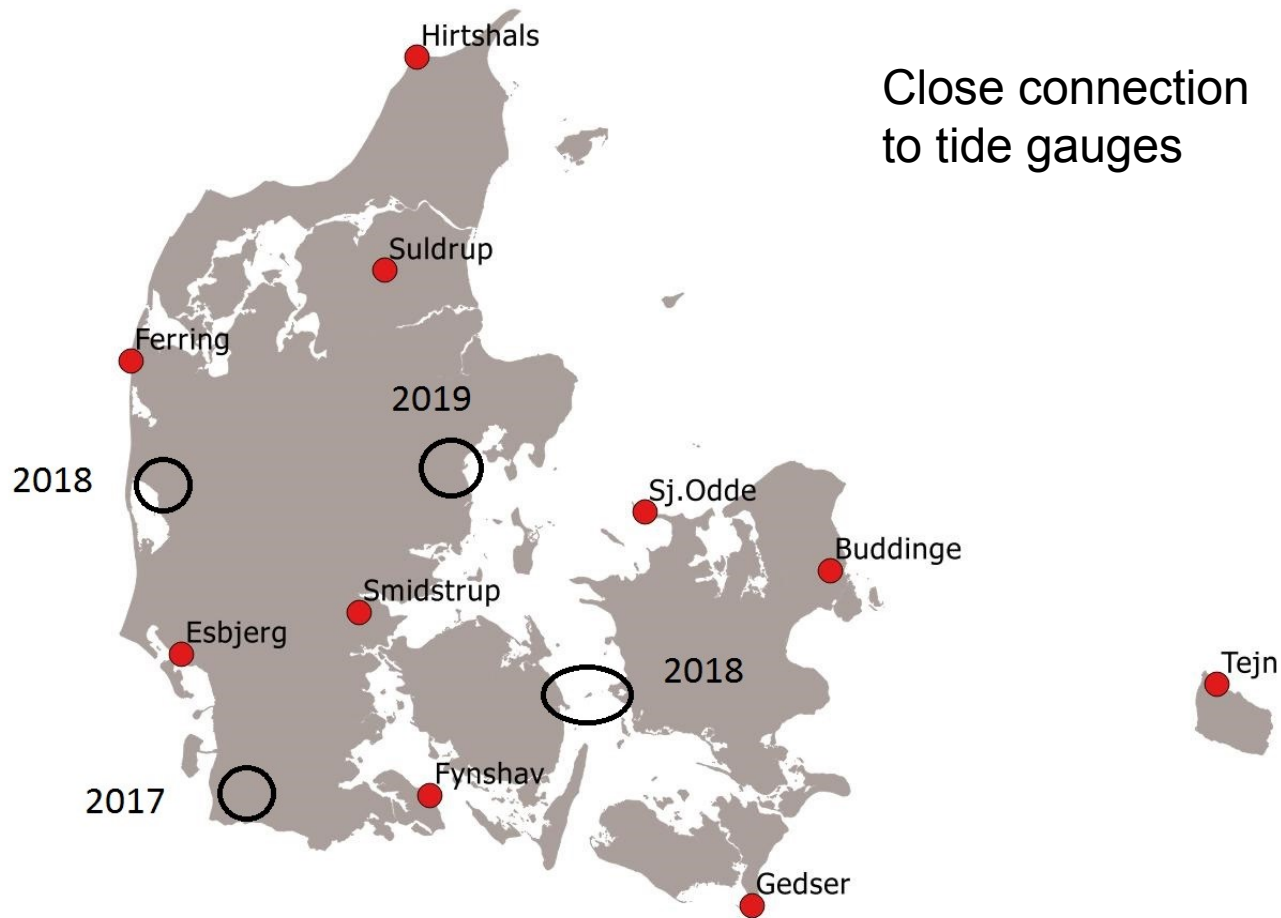 Hirtshals
Close connection
to tide gauges
Suldrup
Ferring
2019
2018
Sj.Odde
Buddinge
Smidstrup
Esbjerg
2018
Tejn
Fynshav
2017
Gedser